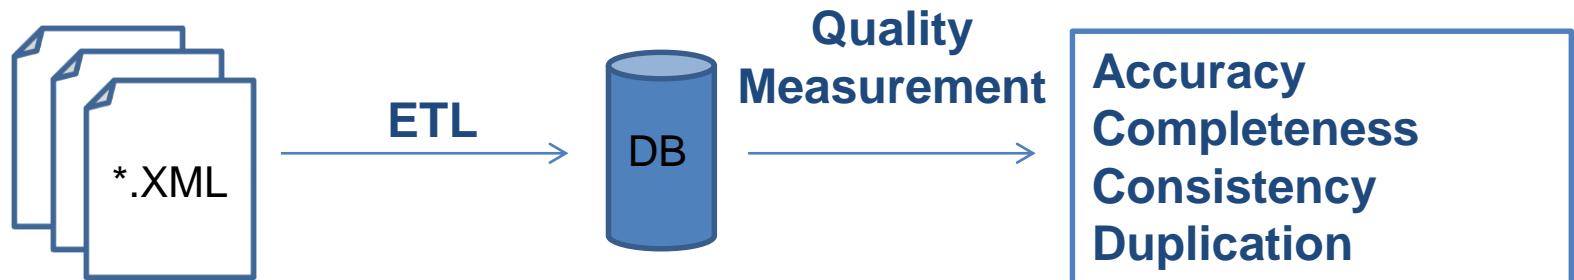 *.XML
ETL
DB
Quality
Measurement
Accuracy
Completeness
Consistency
Duplication